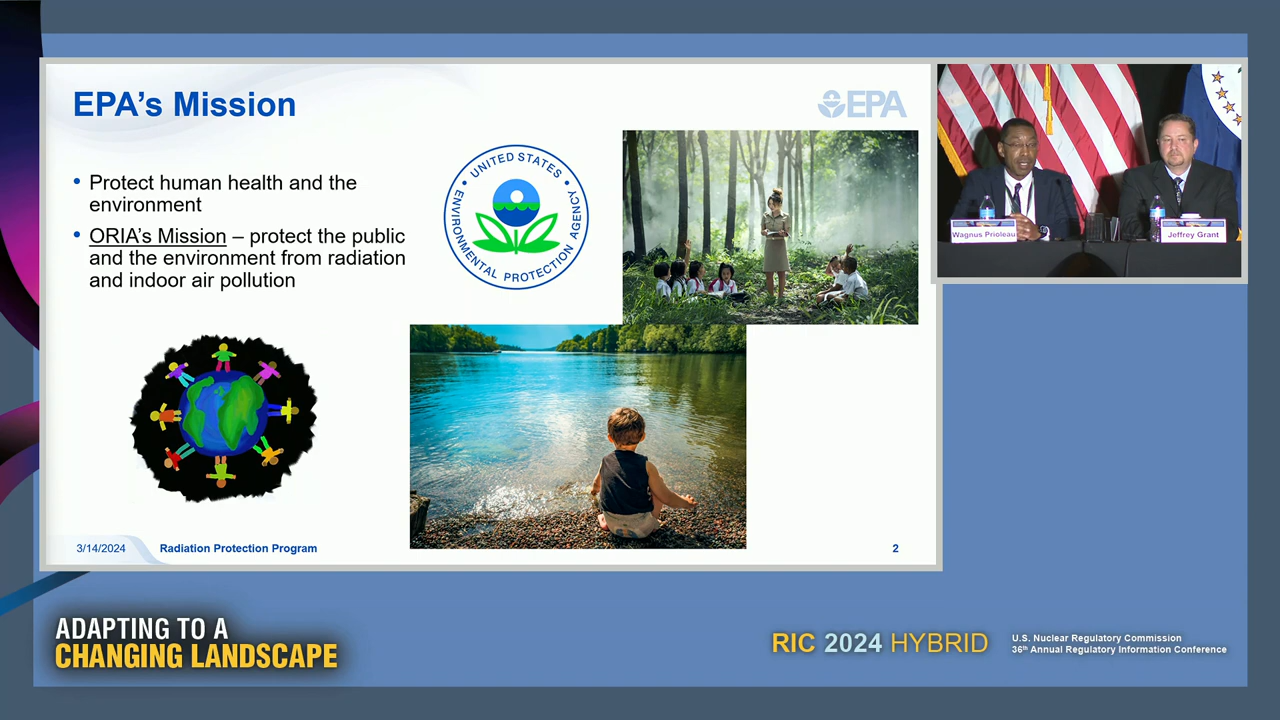 EPA's Mission
EPA
• Protect human health and the
environment
• ORIA's Mission – protect the public
and the environment from radiation
and indoor air pollution
UNITED STATES
ENVIRONMENTAL PROTECTION AGENCY
Wagnus Prioleau
Jeffrey Grant
3/14/2024
Radiation Protection Program
2
ADAPTING TO A
CHANGING LANDSCAPE
RIC 2024 HYBRID
U.S. Nuclear Regulatory Commission
36th Annual Regulatory Information Conference